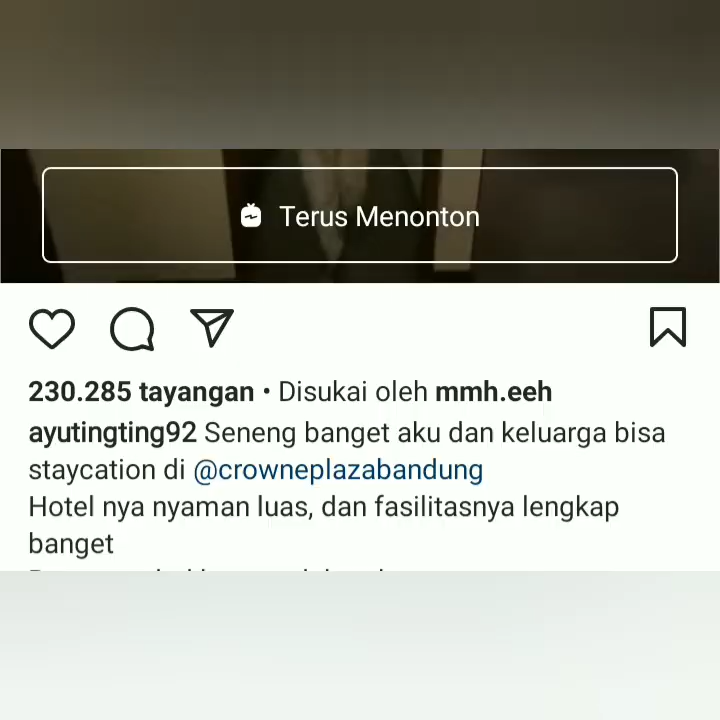 Terus Menonton
230.285 tayangan • Disukai oleh mmh.eeh
ayutingting92 Seneng banget aku dan keluarga bisa
staycation di @crowneplazabandung
Hotel nya nyaman luas, dan fasilitasnya lengkap
banget